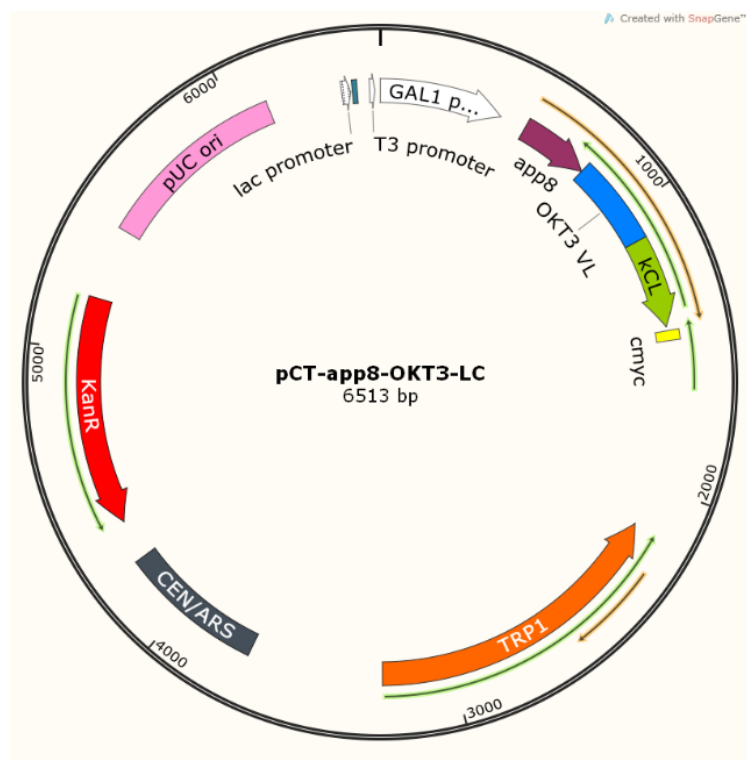 Created with SnapGene™
6000
GAL1 p...
lac promoter
T3 promoter
pUC ori
app8
1000
OKT3 VL
kCL
cmyc
5000
pCT-app8-OKT3-LC
6513 bp
KanR
2000
CEN/ARS
TRP1
4000
3000